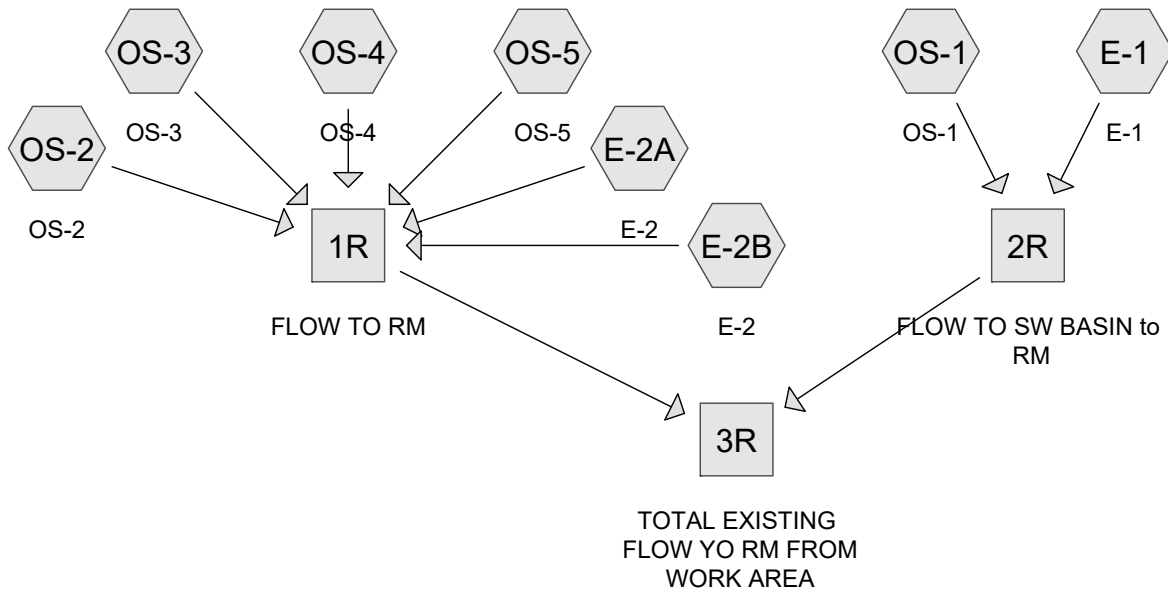 OS-3
OS-4
OS-5
OS-1
E-1
OS-3
OS-4
OS-5
OS-1
E-1
OS-2
E-2A
OS-2
E-2
1R
E-2B
2R
FLOW TO RM
E-2
FLOW TO SW BASIN to
RM
3R
TOTAL EXISTING
FLOW YO RM FROM
WORK AREA